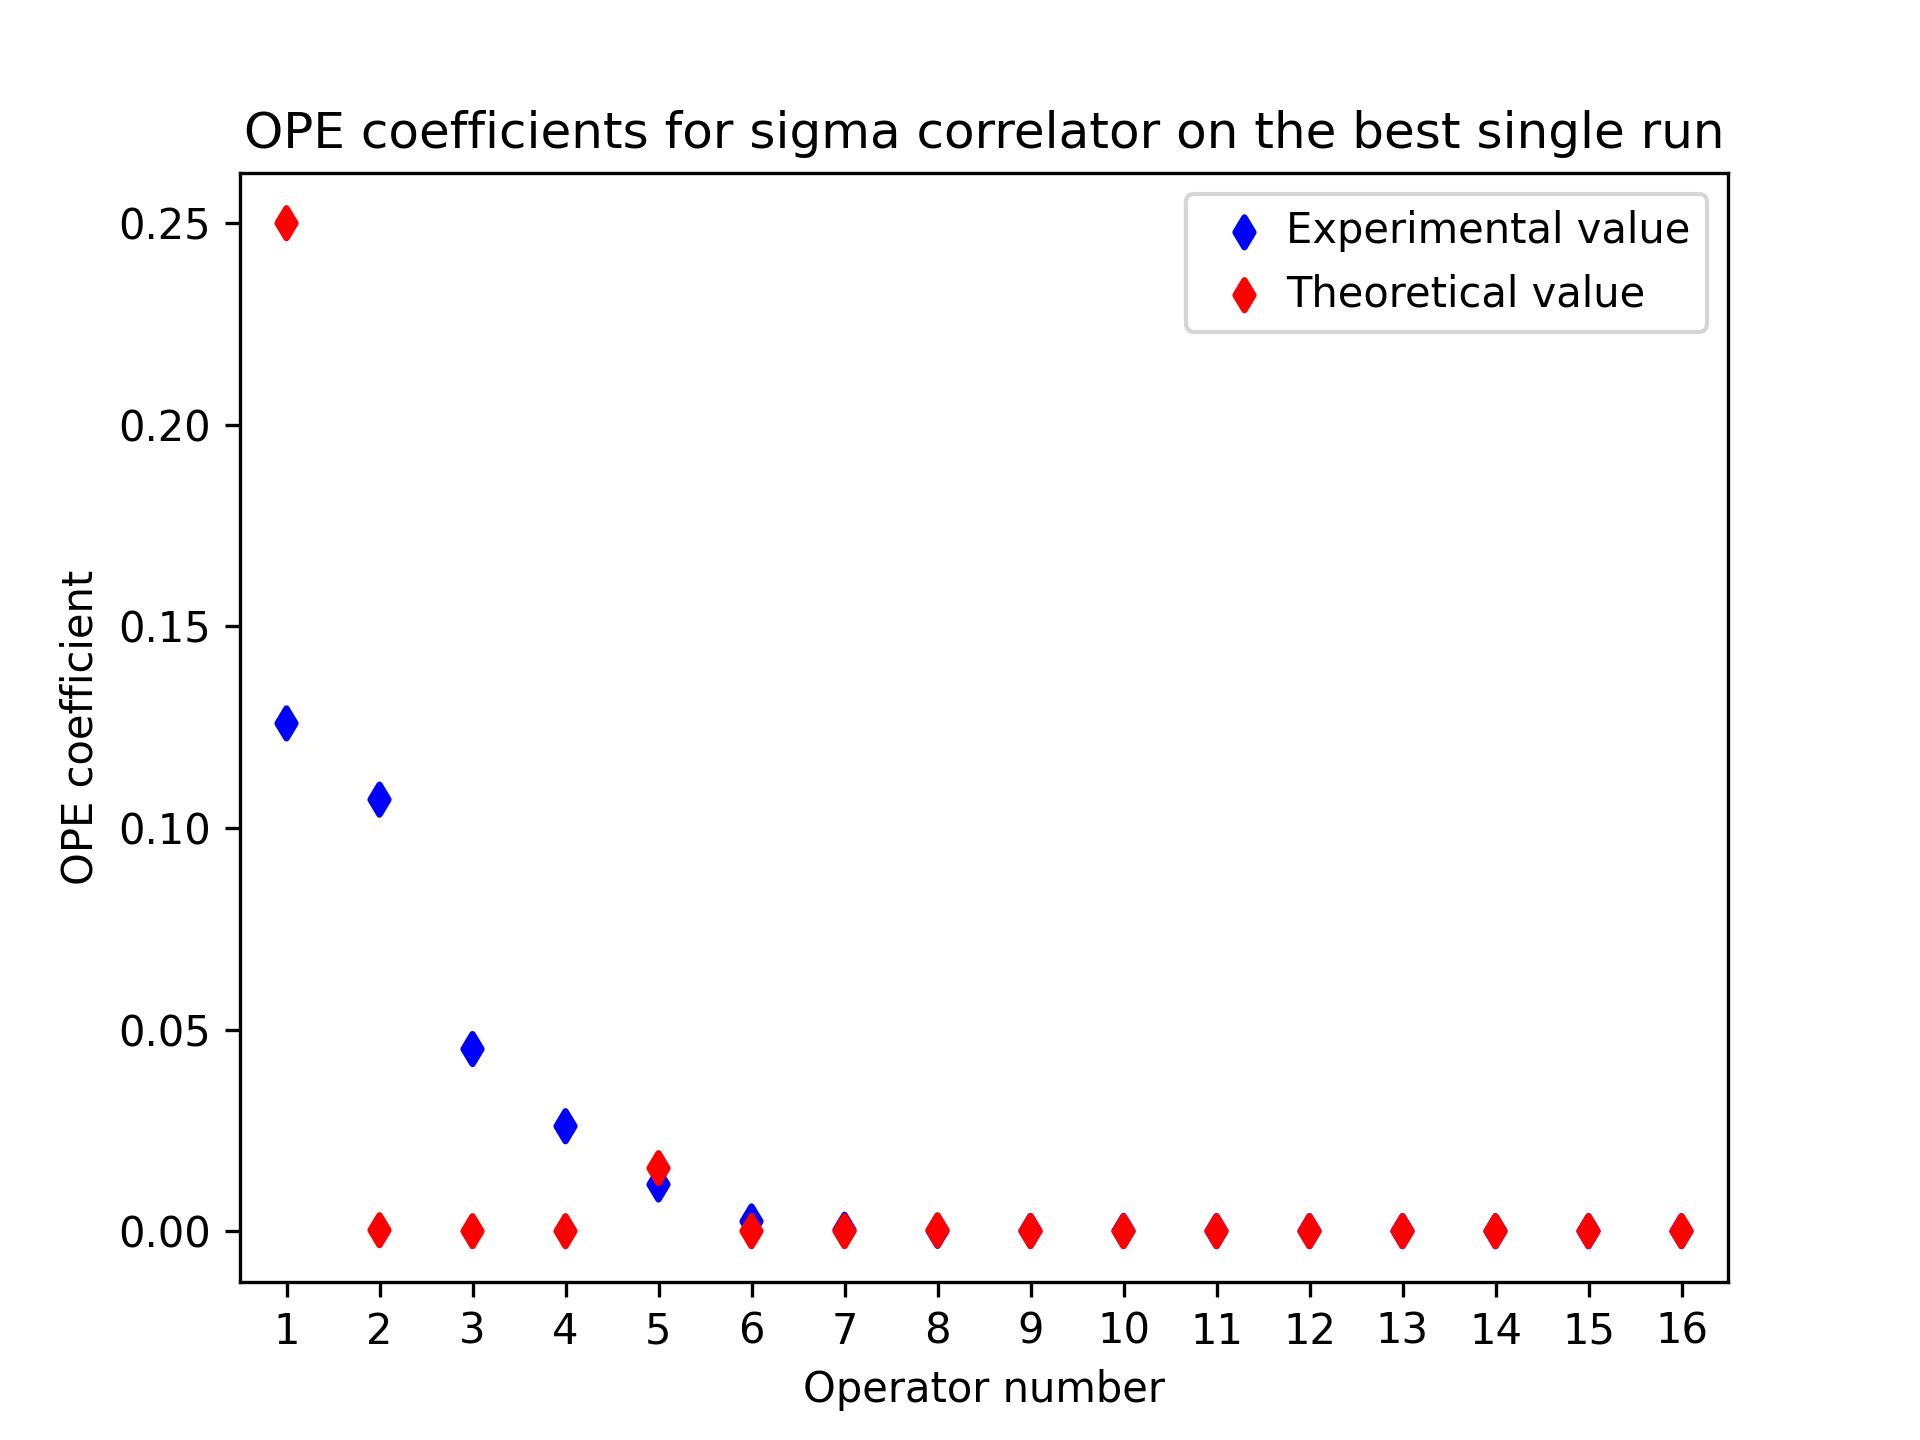 OPE coefficients for sigma correlator on the best single run
Experimental value
Theoretical value
OPE coefficient
0.25
0.20
0.15
0.10
0.05
0.00
1 2 3 4 5 6 7 8 9 10 11 12 13 14 15 16
Operator number